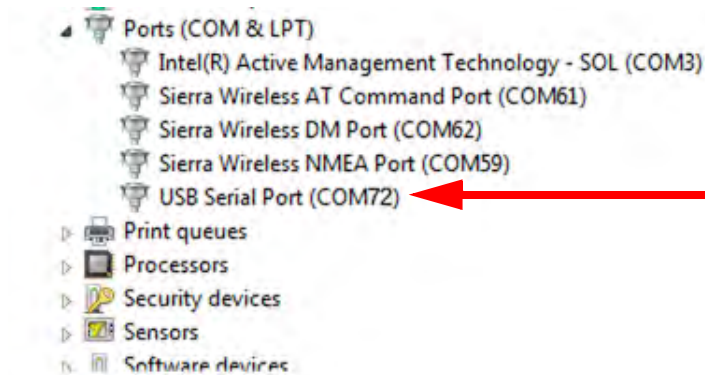 Ports (COM & LPT)
Intel(R) Active Management Technology - SOL (COM3)
Sierra Wireless AT Command Port (COM61)
Sierra Wireless DM Port (COM62)
Sierra Wireless NMEA Port (COM59)
USB Serial Port (COM72)
Print queues
Processors
Security devices
Sensors
Software devices